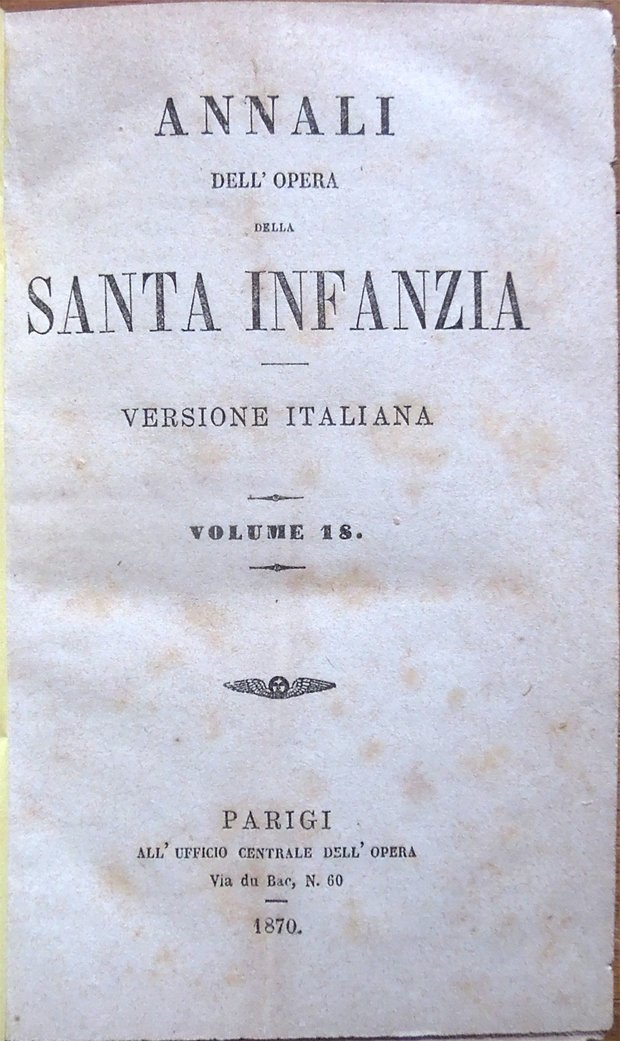 ANNALI
DELL' OPERA
DELLA
SANTA INFANZIA
VERSIONE ITALIANA
VOLUME 18.
PARIGI
ALL' UFFICIO CENTRALE DELL' OPERA
Via du Bac, N. 60
1870.